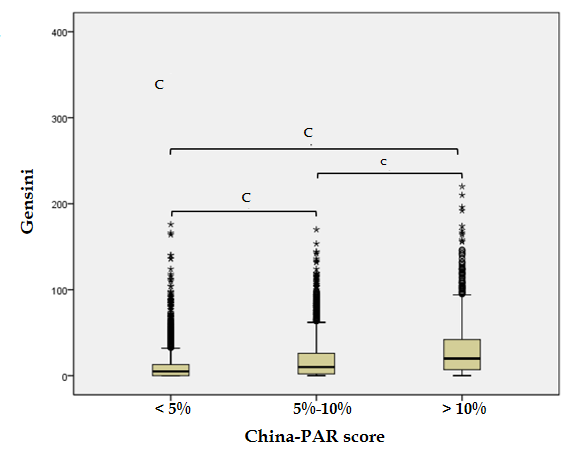 400
C
300
C
c
C
200
100
0
Gensini
< 5% 5%-10% > 10%
China-PAR score